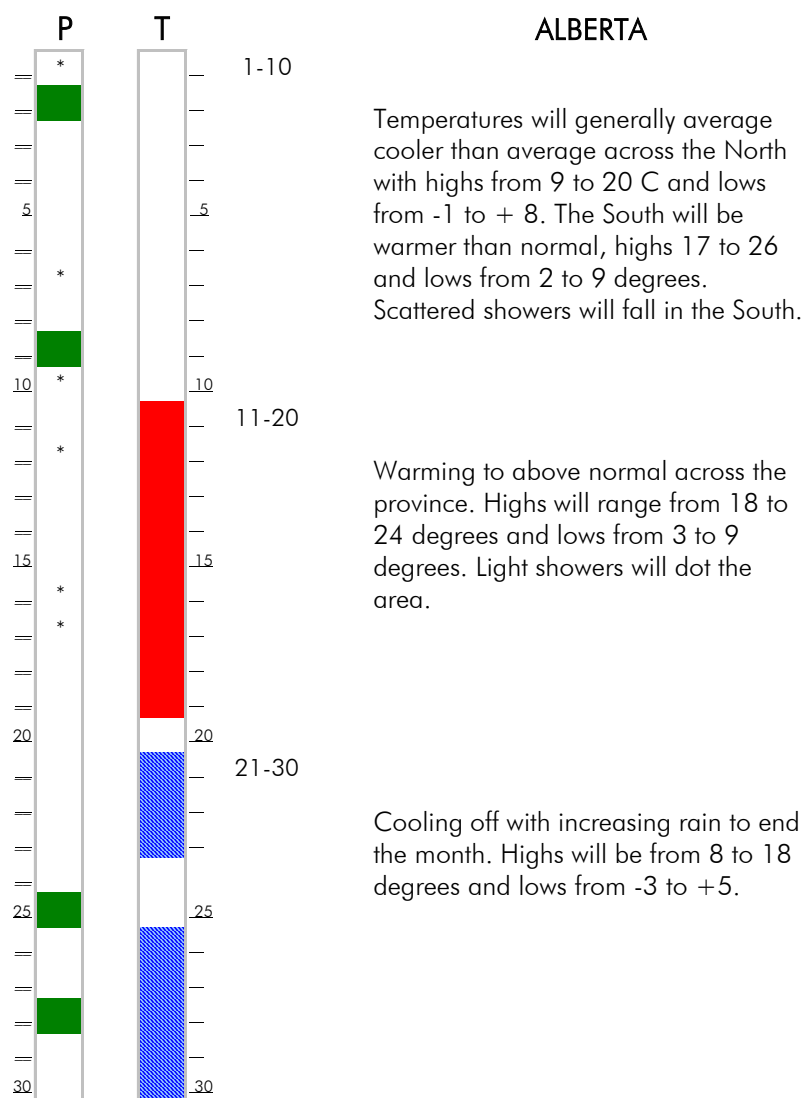 P T ALBERTA
*
1-10
Temperatures will generally average
cooler than average across the North
with highs from 9 to 20 C and lows
from -1 to + 8. The South will be
5 5
warmer than normal, highs 17 to 26
*
and lows from 2 to 9 degrees.
Scattered showers will fall in the South.
*
10 10
11-20
*
Warming to above normal across the
province. Highs will range from 18 to
24 degrees and lows from 3 to 9
15 15
degrees. Light showers will dot the
*
area.
*
20 20
21-30
Cooling off with increasing rain to end
the month. Highs will be from 8 to 18
degrees and lows from -3 to +5.
25 25
30 30